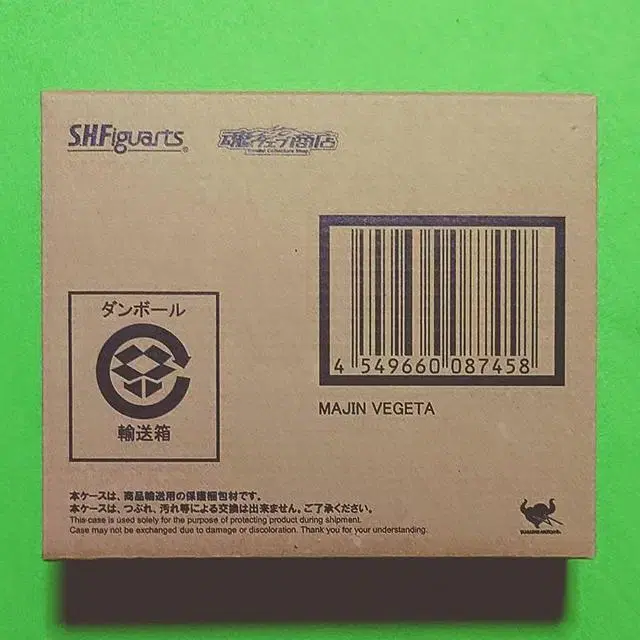 S.H.Figuarts®
魂ウェブ商店
Tamashii Collectors Shop
4 549660 087458
MAJIN VEGETA
ダンボール
輸送箱
本ケースは、商品輸送用の保護梱包材です。
本ケースは、つぶれ、汚れ等による交換は出来ません。ご了承ください。
This case is used solely for the purpose of protecting product during shipment.
Case may not be exchanged due to damage or discoloration. Thank you for your understanding.